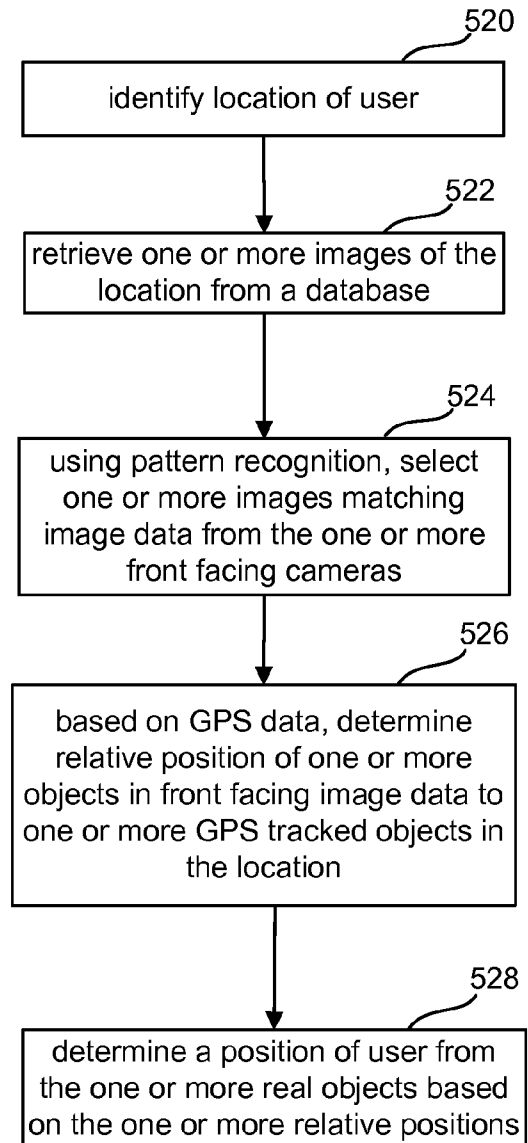 520
identify location of user
522
retrieve one or more images of the
location from a database
524
using pattern recognition, select
one or more images matching
image data from the one or more
front facing cameras
526
based on GPS data, determine
relative position of one or more
objects in front facing image data to
one or more GPS tracked objects in
the location
528
determine a position of user from
the one or more real objects based
on the one or more relative positions